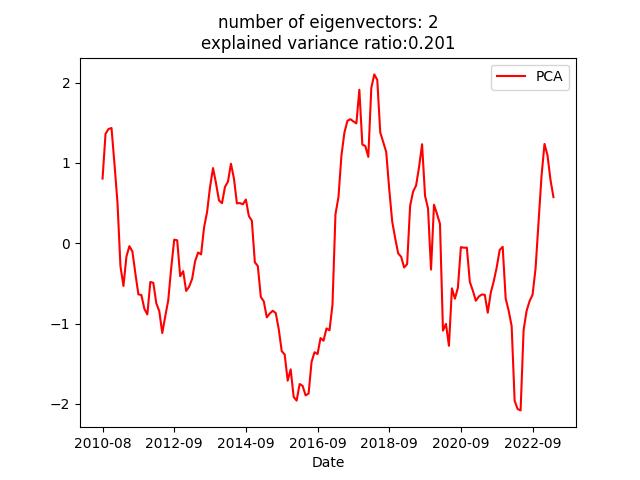 number of eigenvectors: 2
explained variance ratio:0.201
PCA
2
1
0
−1
−2
2010-08 2012-09 2014-09 2016-09 2018-09 2020-09 2022-09
Date